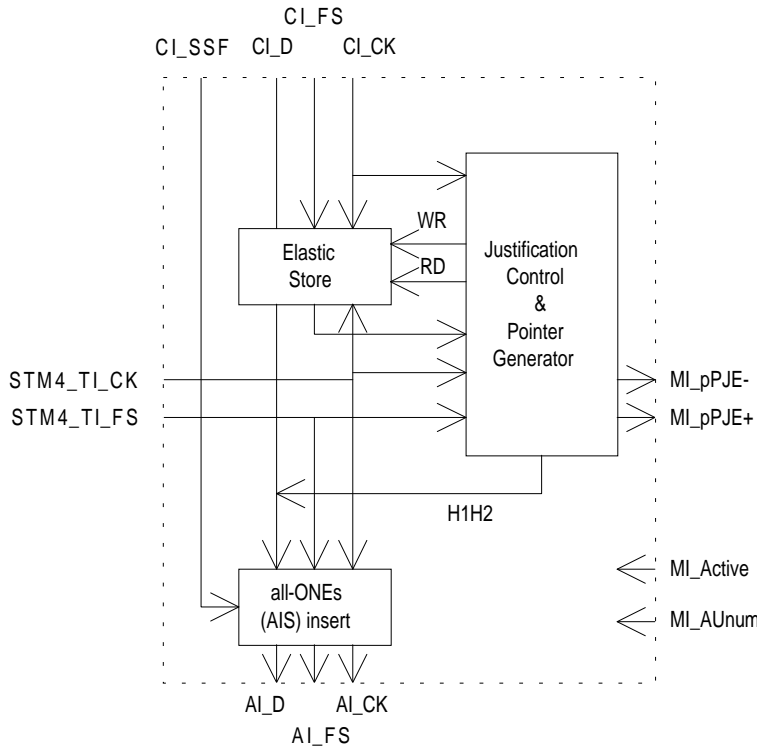 CI_FS
CI_SSF CI_D CI_CK
WR
Elastic
Store
RD
Justification
Control
&
Pointer
Generator
STM4_TI_CK
STM4_TI_FS
MI_pPJE-
MI_pPJE+
H1H2
all-ONEs
(AIS) insert
MI_Active
MI_AUnum
AI_D AI_CK
AI_FS